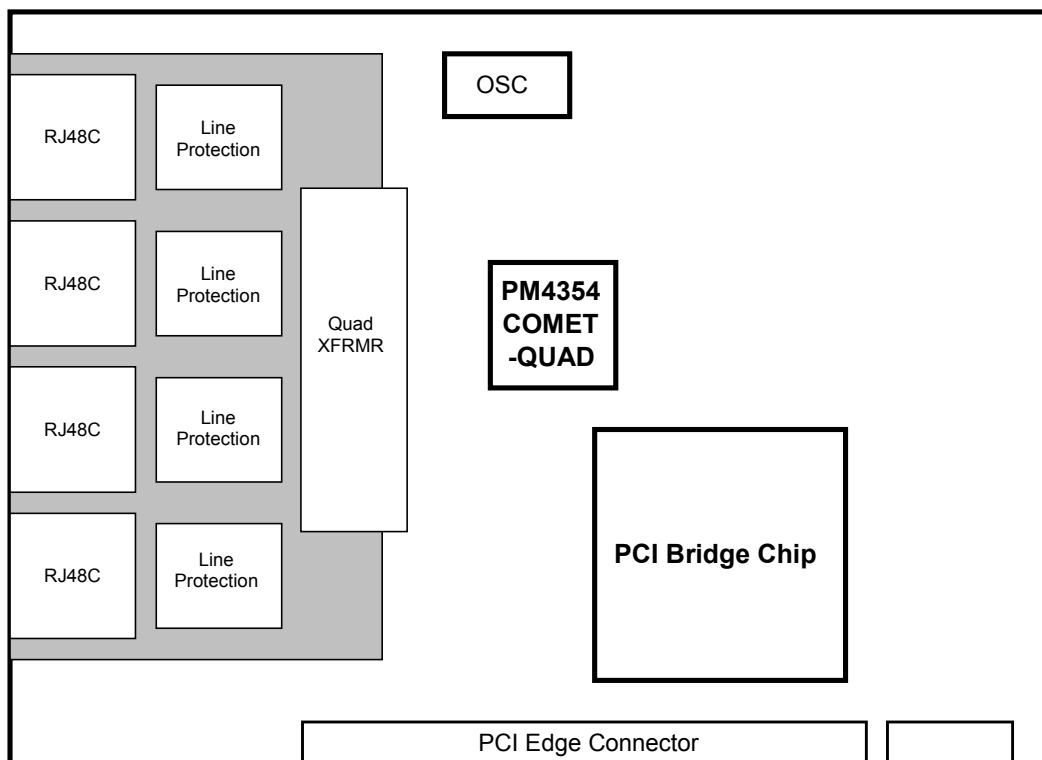 OSC
RJ48C
Line
Protection
RJ48C
Line
Protection
Quad
XFRMR
PM4354
COMET
-QUAD
RJ48C
Line
Protection
PCI Bridge Chip
RJ48C
Line
Protection
PCI Edge Connector